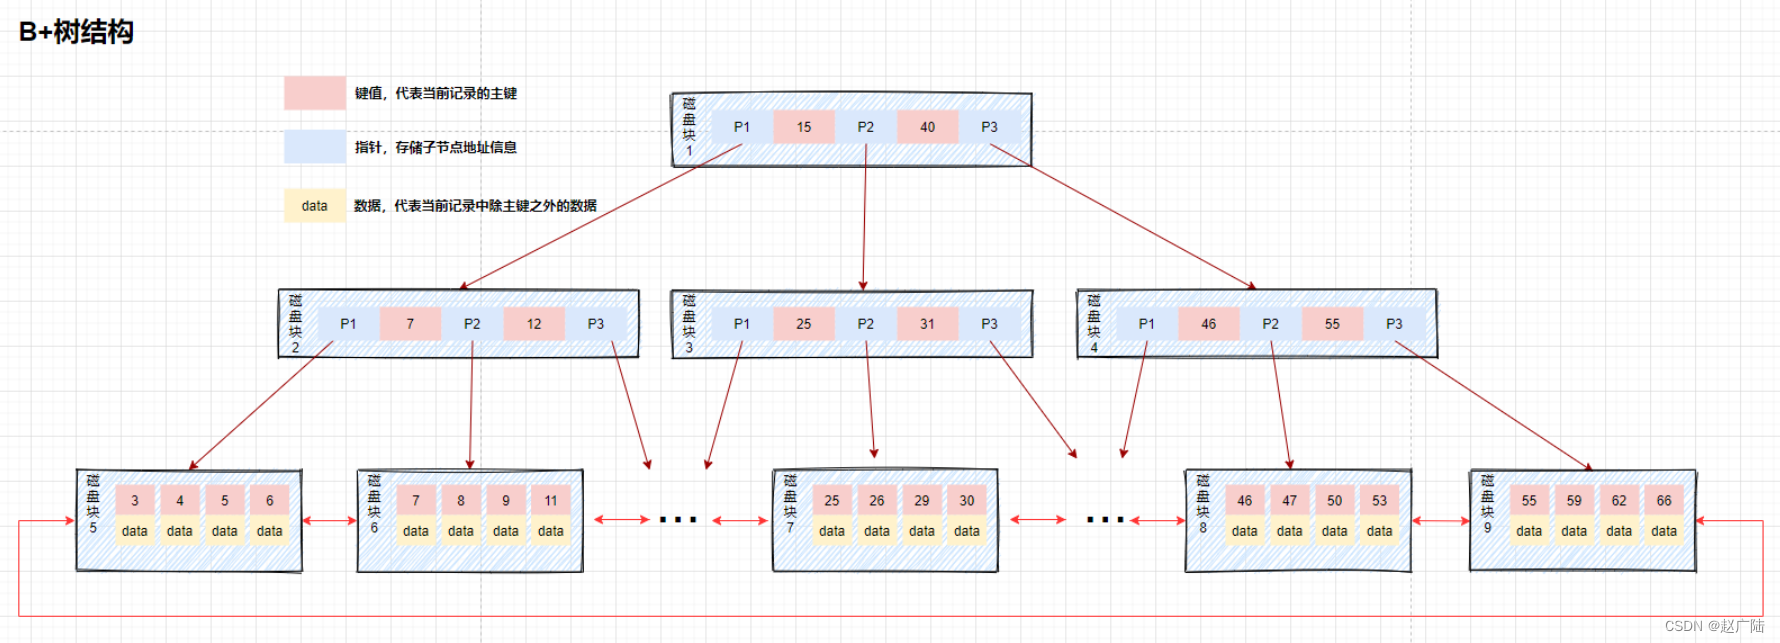 B+树结构
键值，代表当前记录的主键
指针，存储子节点地址信息
data 数据，代表当前记录中除主键之外的数据
磁盘块1 P1 15 P2 40 P3
磁盘块2 P1 7 P2 12 P3
磁盘块3 P1 25 P2 31 P3
磁盘块4 P1 46 P2 55 P3
磁盘块5 3 4 5 6
data data data data
磁盘块6 7 8 9 11
data data data data
...
磁盘块7 25 26 29 30
data data data data
...
磁盘块8 46 47 50 53
data data data data
磁盘块9 55 59 62 66
data data data data
CSDN @赵广陆